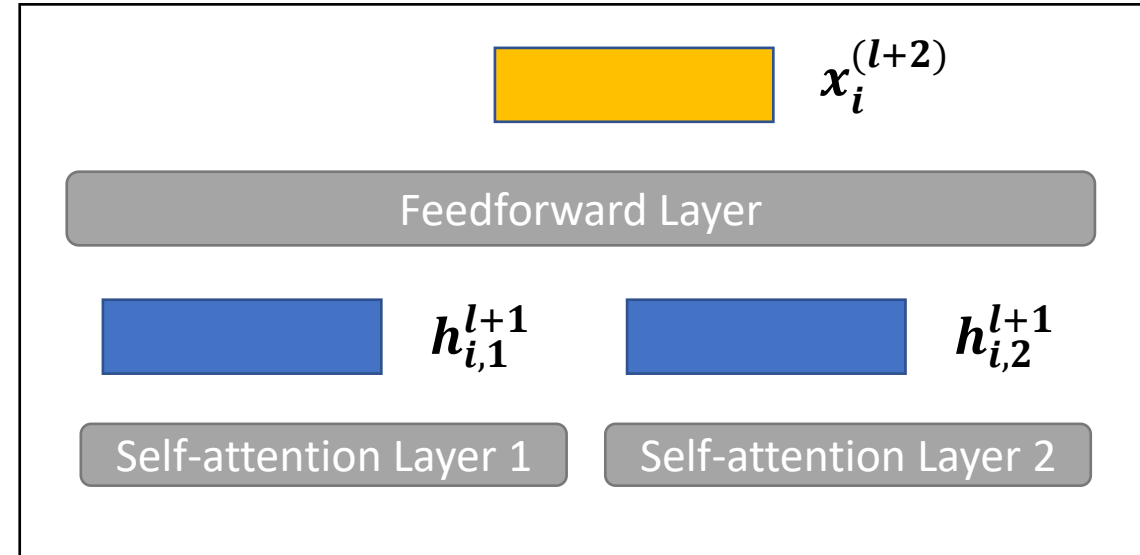 x_i^{(l+2)}
Feedforward Layer
h_{i,1}^{l+1} h_{i,2}^{l+1}
Self-attention Layer 1 Self-attention Layer 2